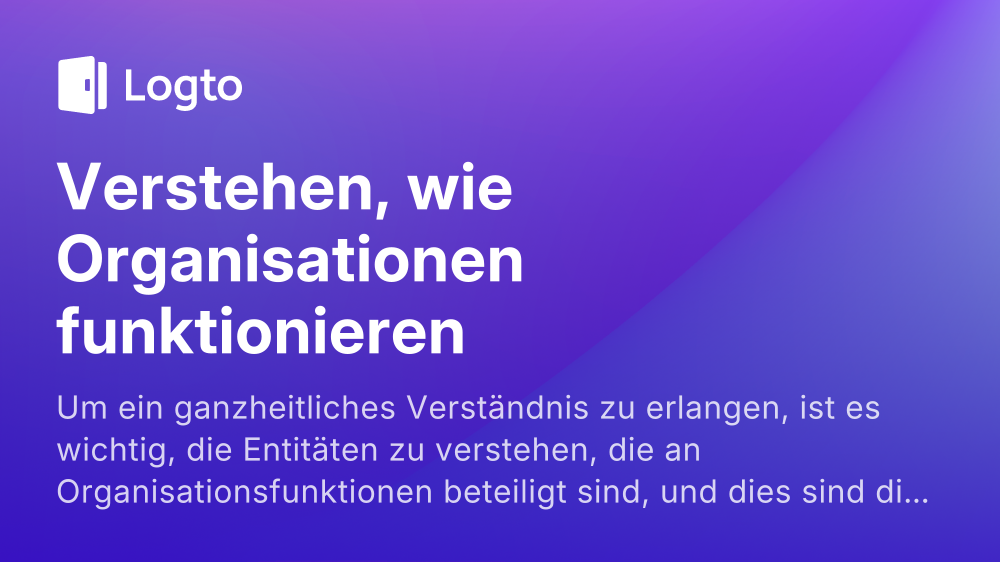 Logto
Verstehen, wie
Organisationen
funktionieren
Um ein ganzheitliches Verständnis zu erlangen, ist es
wichtig, die Entitäten zu verstehen, die an
Organisationsfunktionen beteiligt sind, und dies sind di...